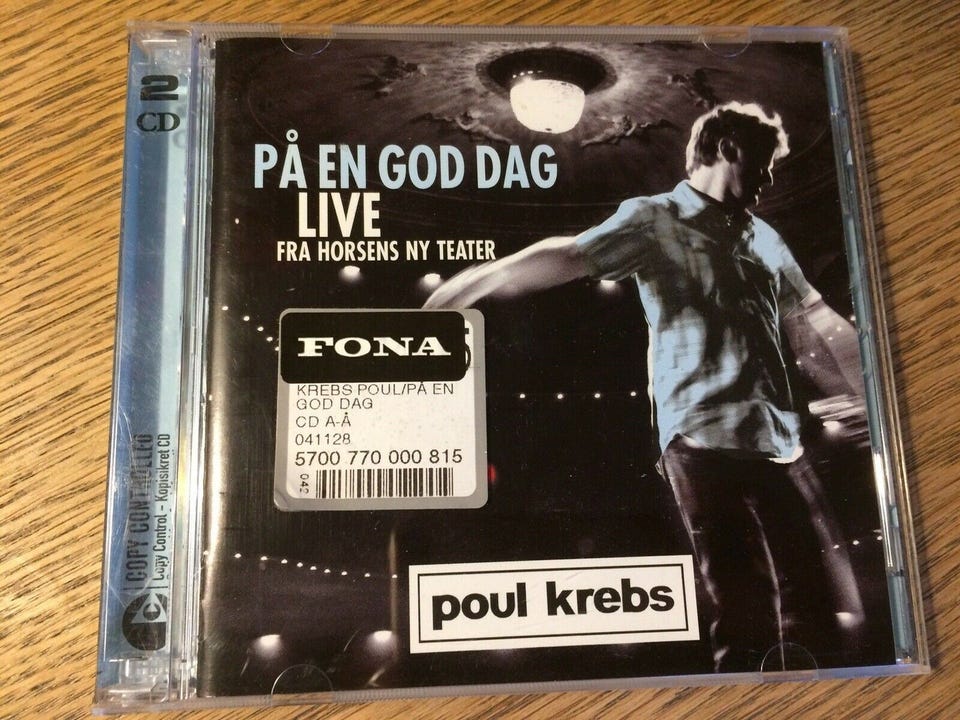 2
CD
PÅ EN GOD DAG
LIVE
FRA HORSENS NY TEATER
FONA
KREBS POUL/PÅ EN
GOD DAG
CD A-Å
041128
5700 770 000 815
042
poul krebs
COPY CONTROLLED
Copy Control - Kopisikret CD